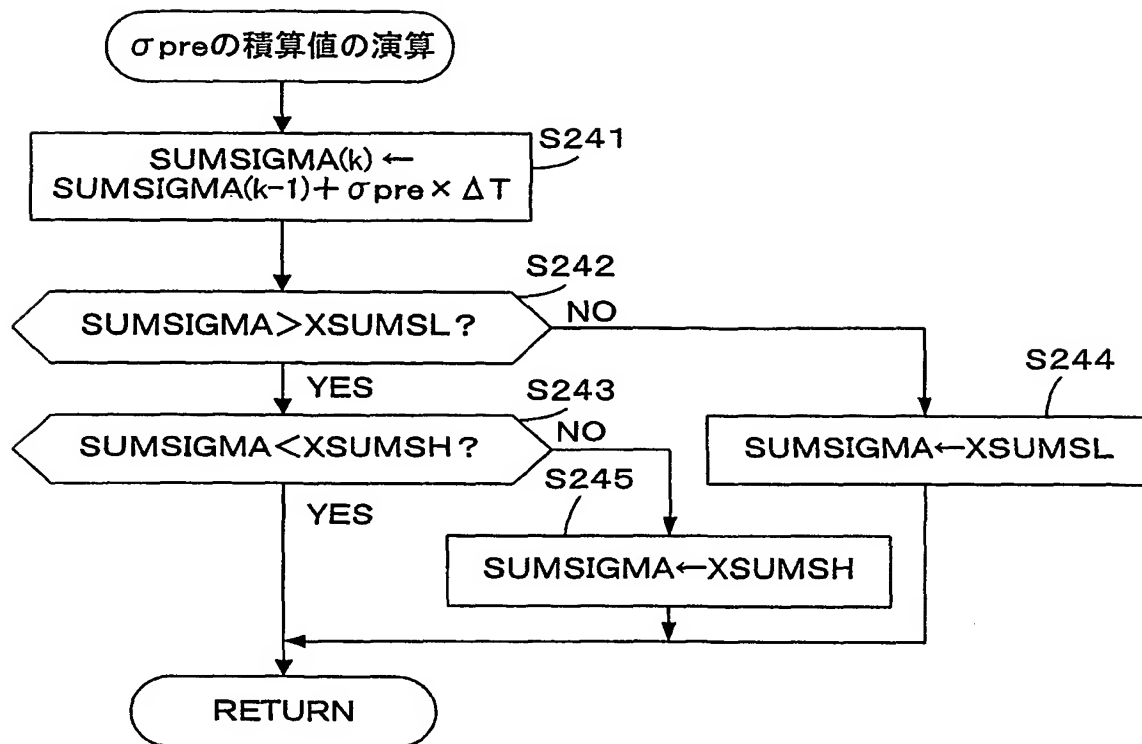 σpreの積算値の演算
S241
SUMSIGMA(k) ←
SUMSIGMA(k-1)+σpre×ΔT
S242
SUMSIGMA>XSUMSL?
NO
YES
S243
S244
SUMSIGMA<XSUMSH?
NO
SUMSIGMA←XSUMSL
YES
S245
SUMSIGMA←XSUMSH
RETURN